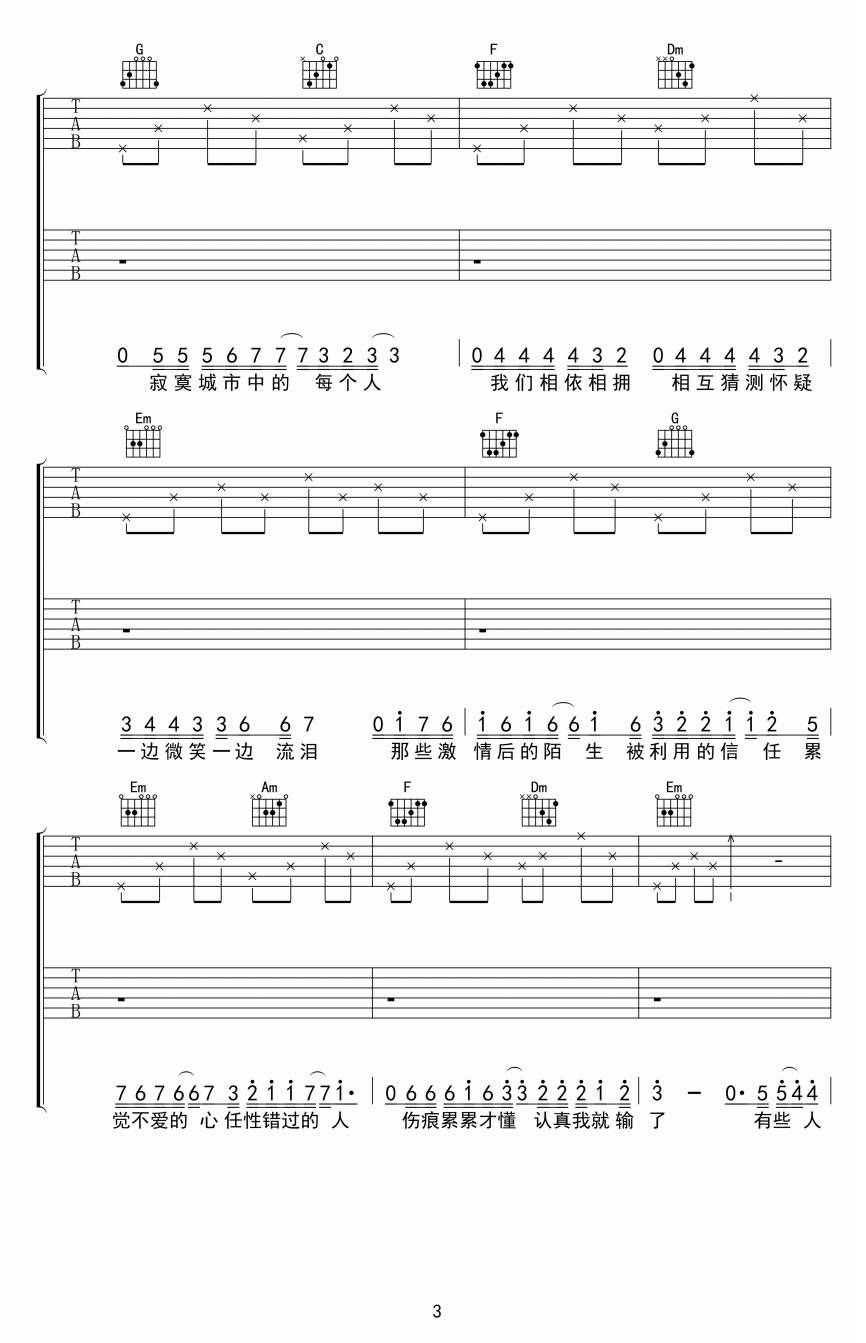 G C F Dm
T
A
B
T
A
B
0 5 5 5 6 7 7 7 3 2 3 3 0 4 4 4 4 3 2 0 4 4 4 4 3 2
寂寞城市中的 每个人 我们相依相拥 相互猜测怀疑
Em F G
T
A
B
T
A
B
3 4 4 3 3 6 6 7 0 1 7 6 1 6 1 6 6 1 6 3 2 2 1 1 2 5
一边微笑一边 流泪 那些激 情后的陌 生 被利用的信 任 累
Em Am F Dm Em
T
A
B
T
A
B
7 6 7 6 6 7 3 2 1 1 7 7 1· 0 6 6 6 1 6 3 3 2 2 2 1 2 3 – 0· 5 5 4 4
觉不爱的 心 任性错过的 人 伤痕累累才懂 认真我就输 了 有些 人
3